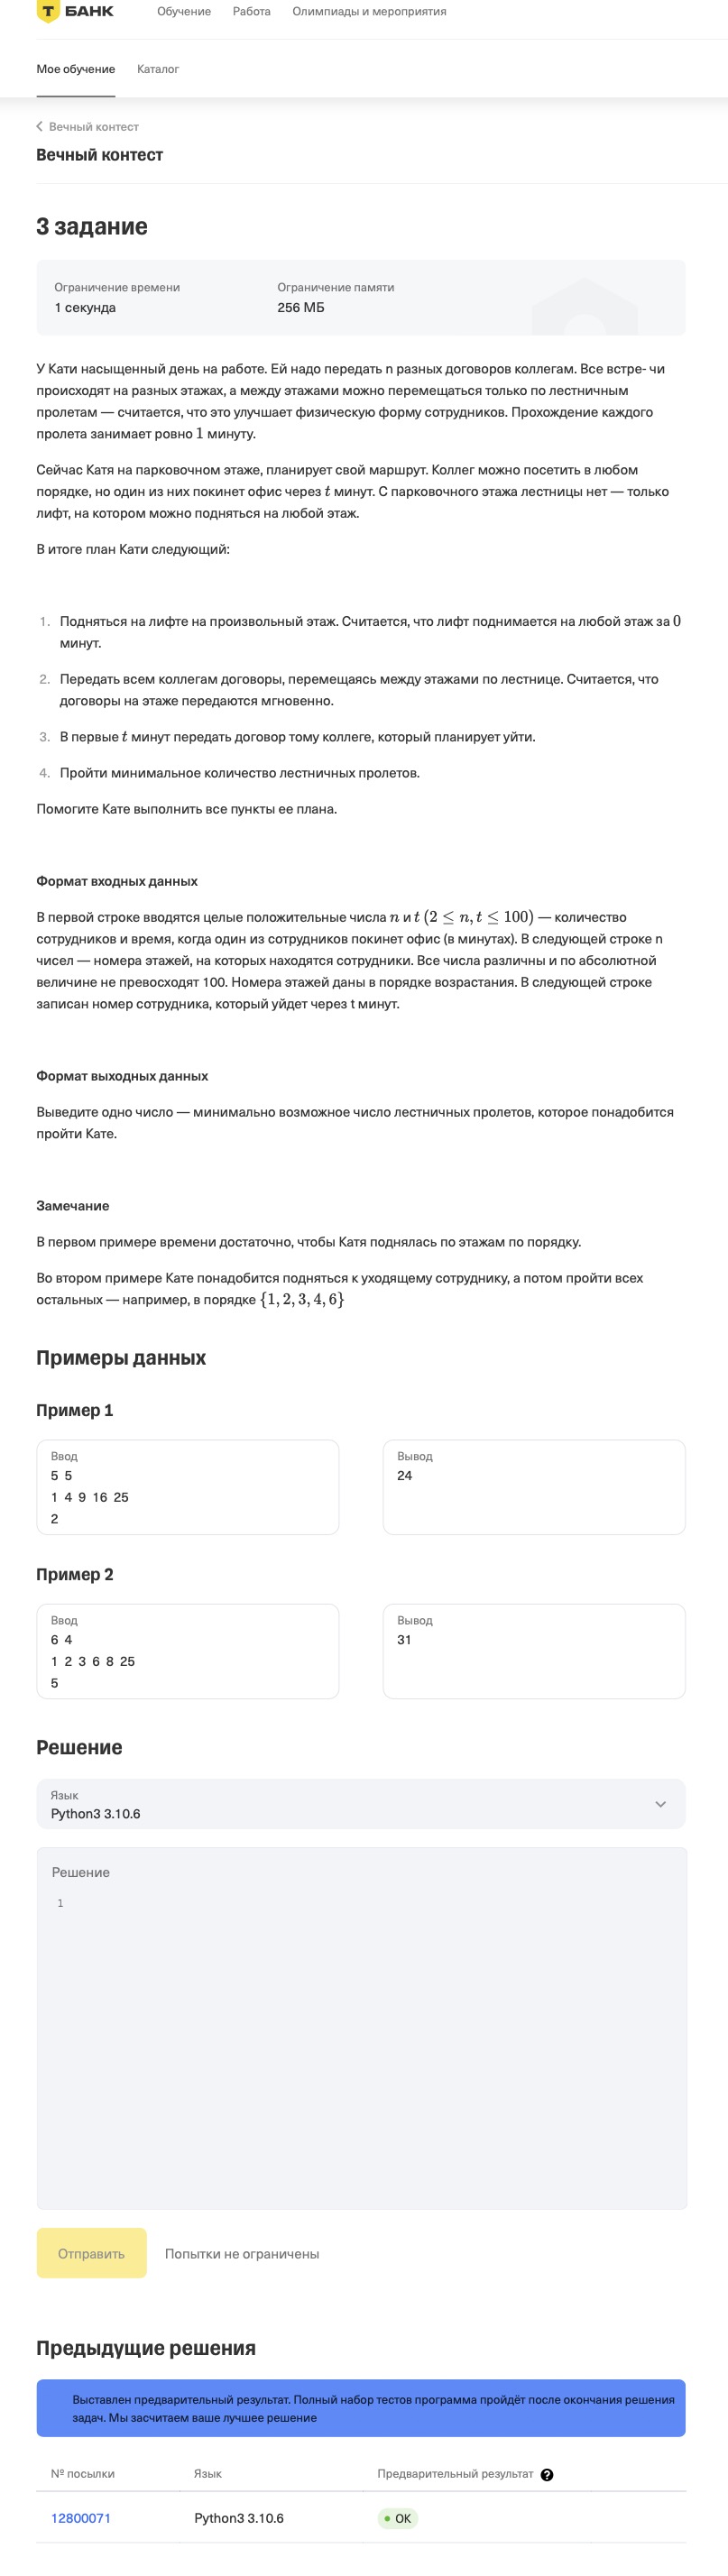 Т БАНК Обучение Работа Олимпиады и мероприятия
Мое обучение Каталог
Вечный контест
Вечный контест
3 задание
Ограничение времени Ограничение памяти
1 секунда 256 МБ
У Кати насыщенный день на работе. Ей надо передать n разных договоров коллегам. Все встре- чи
происходят на разных этажах, а между этажами можно перемещаться только по лестничным
пролетам — считается, что это улучшает физическую форму сотрудников. Прохождение каждого
пролета занимает ровно 1 минуту.
Сейчас Катя на парковочном этаже, планирует свой маршрут. Коллег можно посетить в любом
порядке, но один из них покинет офис через t минут. С парковочного этажа лестницы нет — только
лифт, на котором можно подняться на любой этаж.
В итоге план Кати следующий:
1. Подняться на лифте на произвольный этаж. Считается, что лифт поднимается на любой этаж за 0
минут.
2. Передать всем коллегам договоры, перемещаясь между этажами по лестнице. Считается, что
договоры на этаже передаются мгновенно.
3. В первые t минут передать договор тому коллеге, который планирует уйти.
4. Пройти минимальное количество лестничных пролетов.
Помогите Кате выполнить все пункты ее плана.
Формат входных данных
В первой строке вводятся целые положительные числа n и t (2 ≤ n, t ≤ 100) — количество
сотрудников и время, когда один из сотрудников покинет офис (в минутах). В следующей строке n
чисел — номера этажей, на которых находятся сотрудники. Все числа различны и по абсолютной
величине не превосходят 100. Номера этажей даны в порядке возрастания. В следующей строке
записан номер сотрудника, который уйдет через t минут.
Формат выходных данных
Выведите одно число — минимально возможное число лестничных пролетов, которое понадобится
пройти Кате.
Замечание
В первом примере времени достаточно, чтобы Катя поднялась по этажам по порядку.
Во втором примере Кате понадобится подняться к уходящему сотруднику, а потом пройти всех
остальных — например, в порядке {1, 2, 3, 4, 6}
Примеры данных
Пример 1
Ввод Вывод
5 5 24
1 4 9 16 25
2
Пример 2
Ввод Вывод
6 4 31
1 2 3 6 8 25
5
Решение
Язык
Python3 3.10.6
Решение
1
Отправить Попытки не ограничены
Предыдущие решения
Выставлен предварительный результат. Полный набор тестов программа пройдёт после окончания решения
задач. Мы засчитаем ваше лучшее решение
№ посылки Язык Предварительный результат ?
12800071 Python3 3.10.6 OK